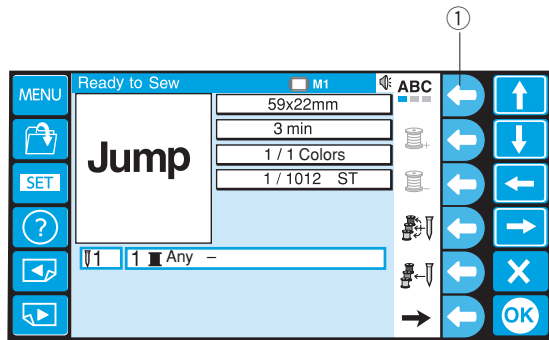 ①
MENU
Ready to Sew
M1
ABC
59x22mm
3 min
Jump
1 / 1 Colors
SET
1 / 1012 ST
?
1
1 Any –
X
OK